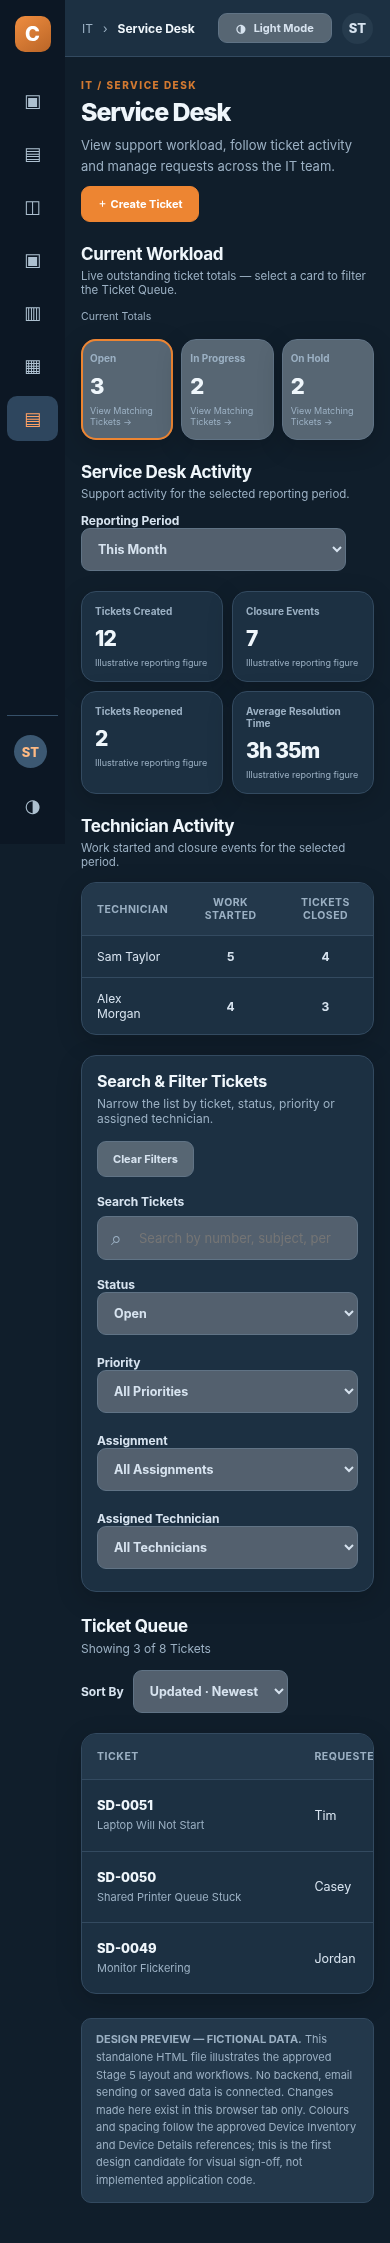 C
IT › Service Desk
◑ Light Mode
ST
IT / SERVICE DESK
Service Desk
View support workload, follow ticket activity
and manage requests across the IT team.
+ Create Ticket
Current Workload
Live outstanding ticket totals — select a card to filter
the Ticket Queue.
Current Totals
Open
3
View Matching
Tickets →
In Progress
2
View Matching
Tickets →
On Hold
2
View Matching
Tickets →
Service Desk Activity
Support activity for the selected reporting period.
Reporting Period
This Month
Tickets Created
12
Illustrative reporting figure
Closure Events
7
Illustrative reporting figure
Tickets Reopened
2
Illustrative reporting figure
Average Resolution
Time
3h 35m
Illustrative reporting figure
ST
Technician Activity
Work started and closure events for the selected
period.
TECHNICIAN
WORK
STARTED
TICKETS
CLOSED
Sam Taylor 5 4
Alex
Morgan
4 3
Search & Filter Tickets
Narrow the list by ticket, status, priority or
assigned technician.
Clear Filters
Search Tickets
Search by number, subject, per
Status
Open
Priority
All Priorities
Assignment
All Assignments
Assigned Technician
All Technicians
Ticket Queue
Showing 3 of 8 Tickets
Sort By Updated · Newest
TICKET REQUESTE
SD-0051
Laptop Will Not Start
Tim
SD-0050
Shared Printer Queue Stuck
Casey
SD-0049
Monitor Flickering
Jordan
DESIGN PREVIEW — FICTIONAL DATA. This
standalone HTML file illustrates the approved
Stage 5 layout and workflows. No backend, email
sending or saved data is connected. Changes
made here exist in this browser tab only. Colours
and spacing follow the approved Device Inventory
and Device Details references; this is the first
design candidate for visual sign-off, not
implemented application code.